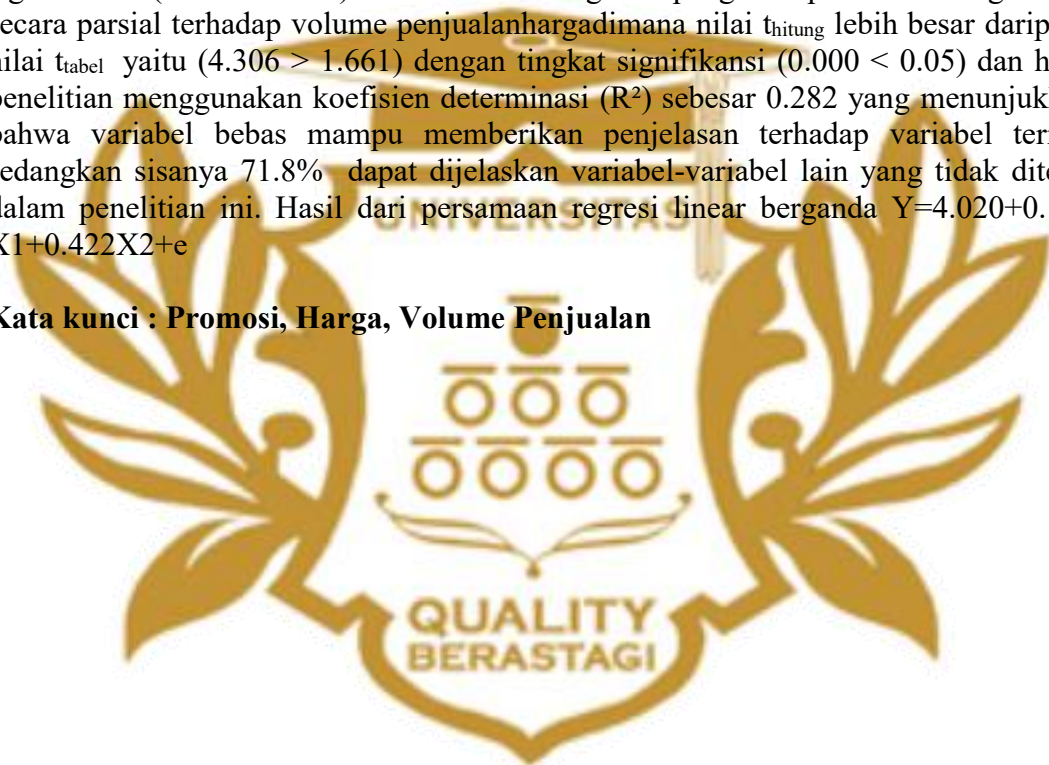 secara parsial terhadap volume penjualanhargadimana nilai thitung lebih besar darip
nilai ttabel yaitu (4.306 > 1.661) dengan tingkat signifikansi (0.000 < 0.05) dan h
penelitian menggunakan koefisien determinasi (R²) sebesar 0.282 yang menunjukk
bahwa variabel bebas mampu memberikan penjelasan terhadap variabel teri
sedangkan sisanya 71.8% dapat dijelaskan variabel-variabel lain yang tidak dite
dalam penelitian ini. Hasil dari persamaan regresi linear berganda Y=4.020+0.
X1+0.422X2+e
UNIVERSITAS
Kata kunci : Promosi, Harga, Volume Penjualan
QUALITY
BERASTAGI